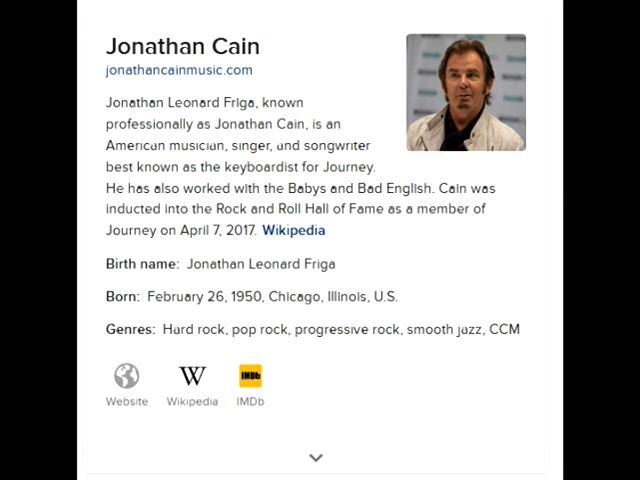 Jonathan Cain
jonathancainmusic.com
Jonathan Leonard Friga, known
professionally as Jonathan Cain, is an
American musician, singer, and songwriter
best known as the keyboardist for Journey.
He has also worked with the Babys and Bad English. Cain was
inducted into the Rock and Roll Hall of Fame as a member of
Journey on April 7, 2017. Wikipedia
Birth name: Jonathan Leonard Friga
Born: February 26, 1950, Chicago, Illinois, U.S.
Genres: Hard rock, pop rock, progressive rock, smooth jazz, CCM
W IMDb
Website Wikipedia IMDb